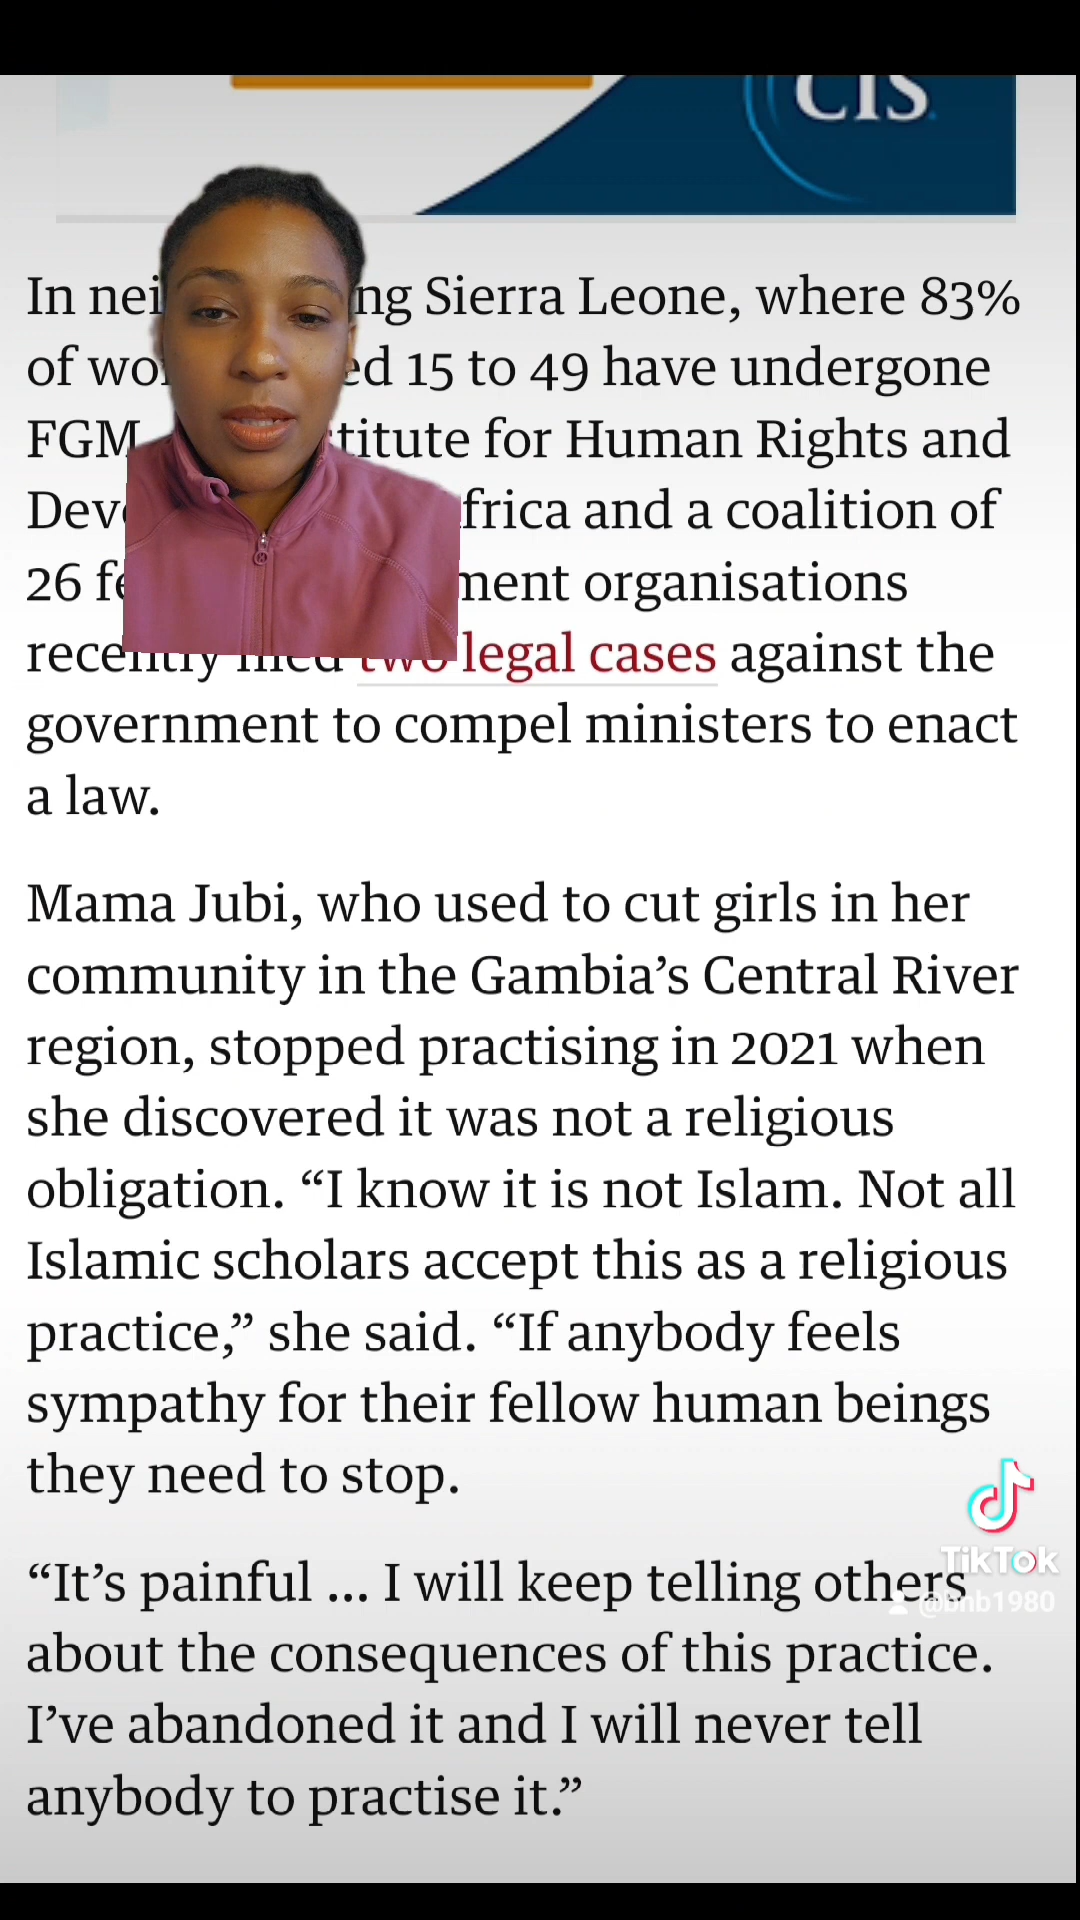 CIS
In nei ng Sierra Leone, where 83%
of wo ed 15 to 49 have undergone
FGM titute for Human Rights and
Deve frica and a coalition of
26 fe ment organisations
recently filed two legal cases against the
government to compel ministers to enact
a law.
Mama Jubi, who used to cut girls in her
community in the Gambia’s Central River
region, stopped practising in 2021 when
she discovered it was not a religious
obligation. “I know it is not Islam. Not all
Islamic scholars accept this as a religious
practice,” she said. “If anybody feels
sympathy for their fellow human beings
they need to stop.
“It’s painful ... I will keep telling others
about the consequences of this practice.
I’ve abandoned it and I will never tell
anybody to practise it.”
TikTok
@bnb1980